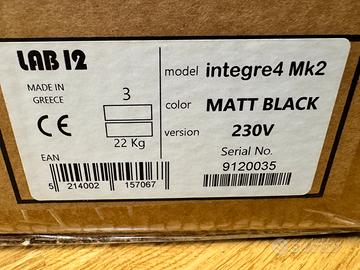 LAB 12
MADE IN
GREECE
CE
3
22 Kg
EAN
5 214002 157067
model integre4 Mk2
color MATT BLACK
version 230V
Serial No.
9120035
subito